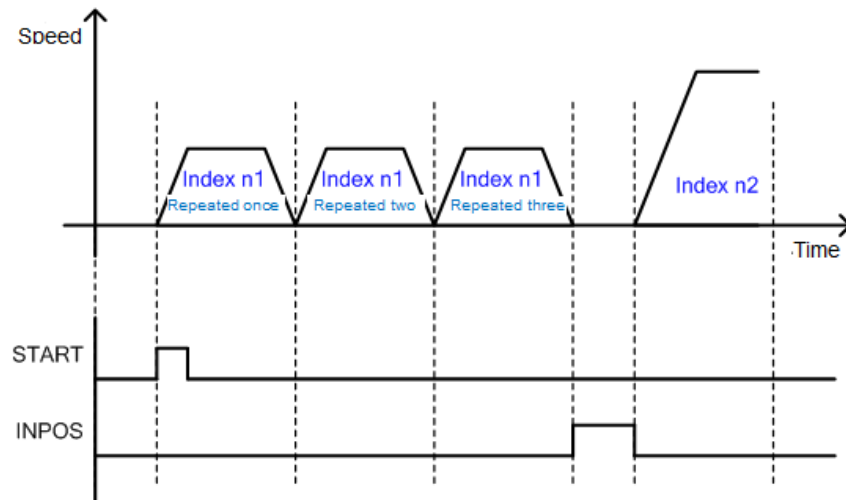 Speed
Index n1
Index n1
Index n1
Index n2
Repeated once
Repeated two
Repeated three
Time
START
INPOS